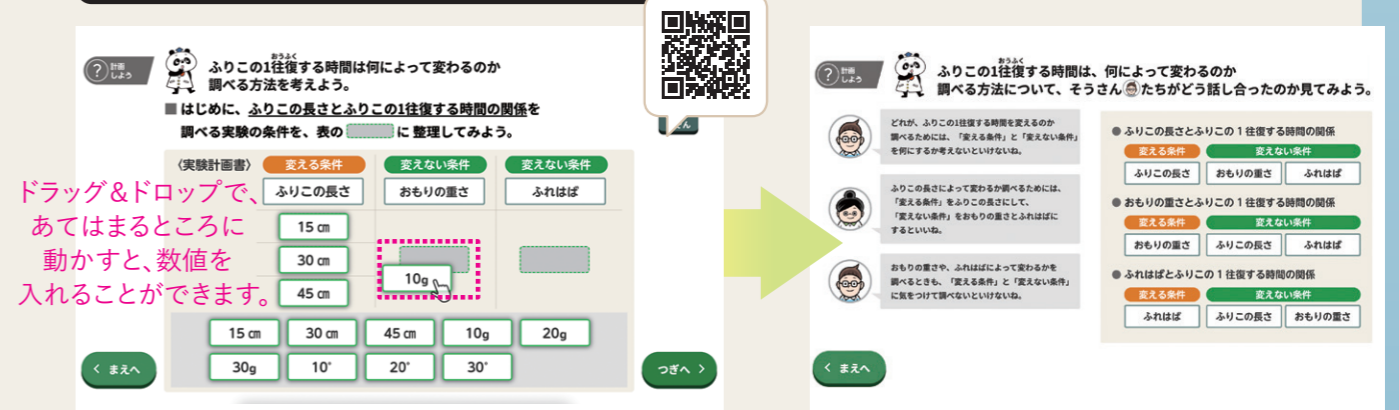 ? 計画しよう
おうふく
ふりこの1往復する時間は何によって変わるのか
調べる方法を考えよう。
■ はじめに、ふりこの長さとふりこの1往復する時間の関係を
調べる実験の条件を、表の に整理してみよう。
〈実験計画書〉 変える条件 変えない条件 変えない条件
ふりこの長さ おもりの重さ ふれはば
15 cm
30 cm
45 cm
10g
ドラッグ&ドロップで、
あてはまるところに
動かすと、数値を
入れることができます。
15 cm 30 cm 45 cm 10g 20g
30g 10° 20° 30°
< まえへ
つぎへ >
? 計画しよう
おうふく
ふりこの1往復する時間は、何によって変わるのか
調べる方法について、そうさんたちがどう話し合ったのか見てみよう。
どれが、ふりこの1往復する時間を変えるのか
調べるためには、「変える条件」と「変えない条件」
を何にするか考えないといけないね。
ふりこの長さによって変わるか調べるためには、
「変える条件」をふりこの長さにして、
「変えない条件」をおもりの重さとふれはばに
するといいね。
おもりの重さや、ふれはばによって変わるかを
調べるときも、「変える条件」と「変えない条件」
に気をつけて調べないといけないね。
● ふりこの長さとふりこの 1 往復する時間の関係
変える条件 変えない条件
ふりこの長さ おもりの重さ ふれはば
● おもりの重さとふりこの 1 往復する時間の関係
変える条件 変えない条件
おもりの重さ ふりこの長さ ふれはば
● ふれはばとふりこの 1 往復する時間の関係
変える条件 変えない条件
ふれはば ふりこの長さ おもりの重さ
< まえへ